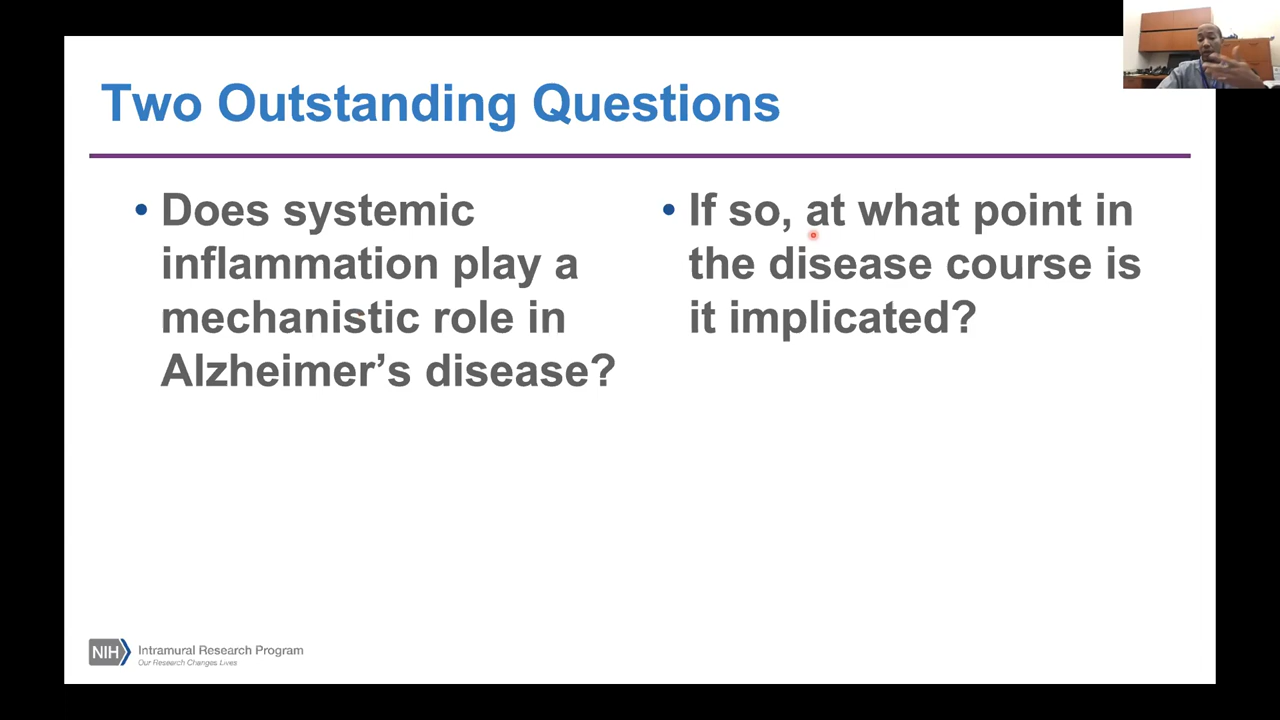 Two Outstanding Questions
• Does systemic
inflammation play a
mechanistic role in
Alzheimer’s disease?
• If so, at what point in
the disease course is
it implicated?
NIH
Intramural Research Program
Our Research Changes Lives